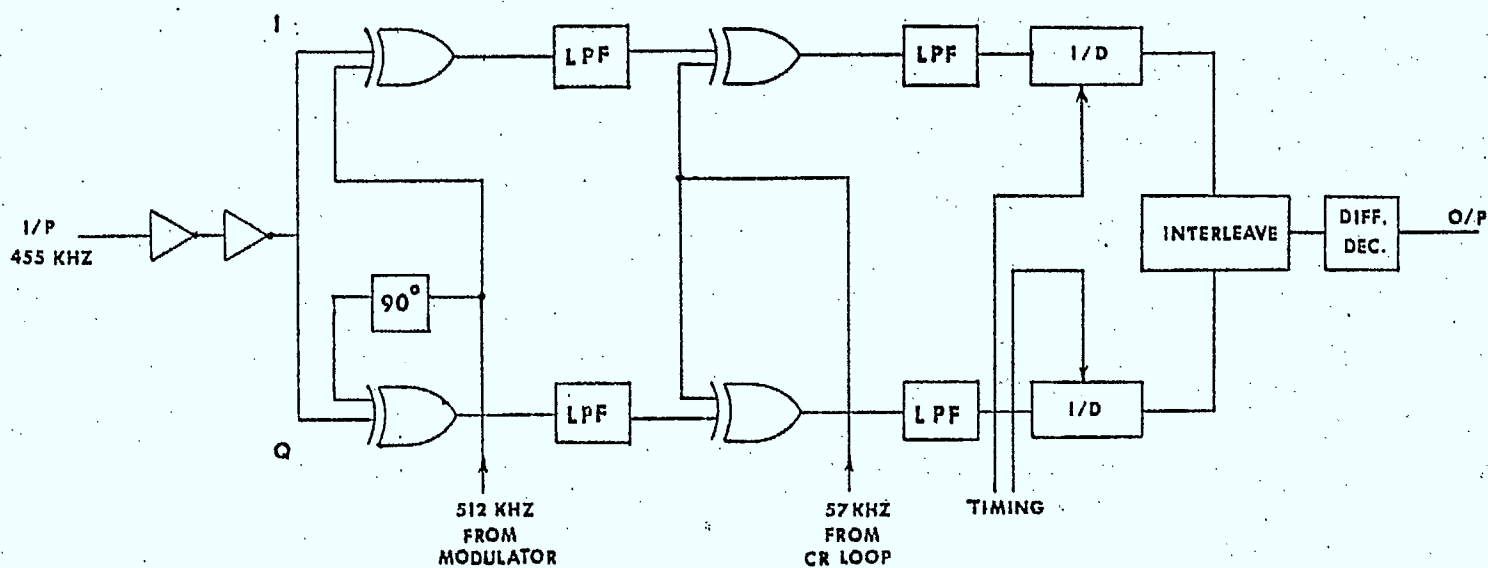 I
LPF
LPF
I/D
I/P
455 KHZ
90°
INTERLEAVE
DIFF.
DEC.
O/P
LPF
LPF
I/D
Q
512 KHZ
FROM
MODULATOR
57 KHZ
FROM
CR LOOP
TIMING